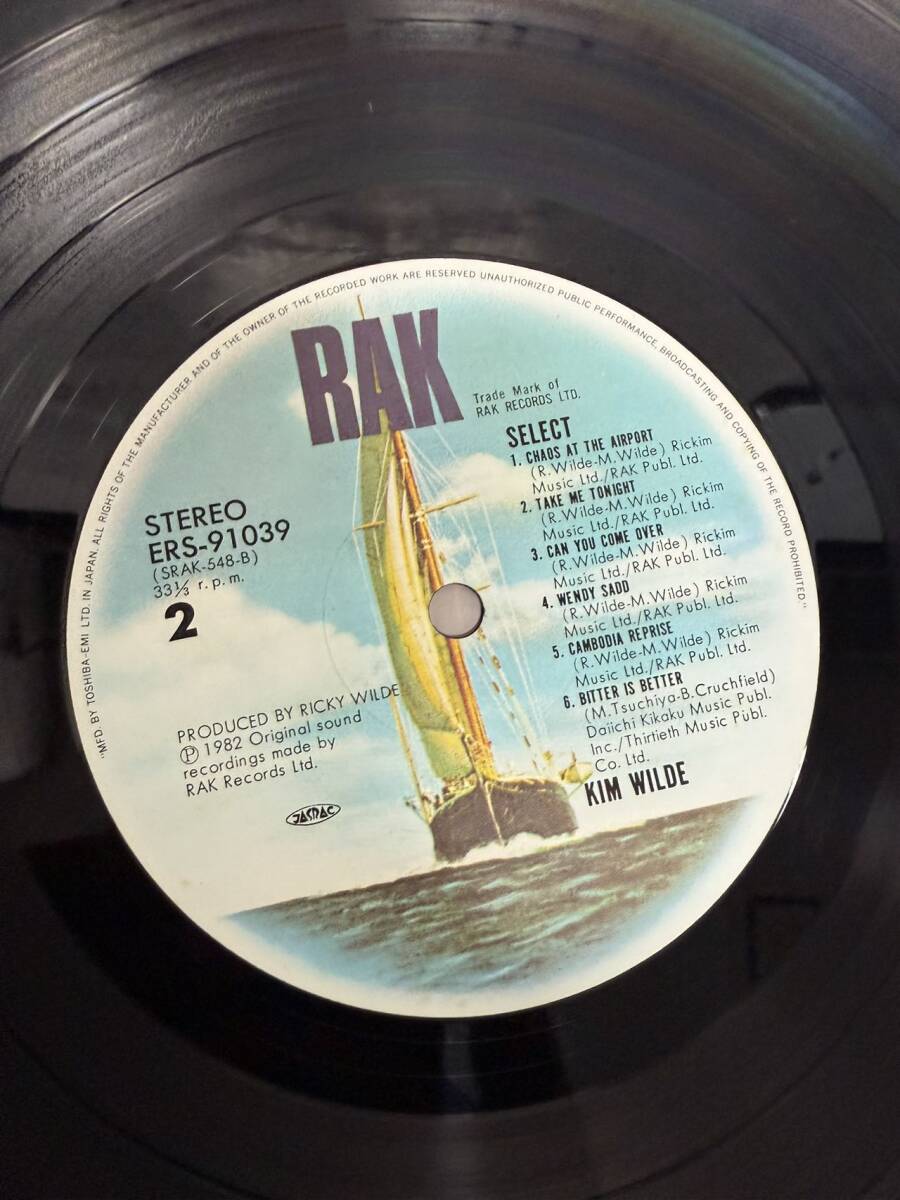 "MFD. BY TOSHIBA-EMI LTD. IN JAPAN. ALL RIGHTS OF THE MANUFACTURER AND OF THE OWNER OF THE RECORDED WORK ARE RESERVED UNAUTHORIZED PUBLIC PERFORMANCE, BROADCASTING AND COPYING OF THE RECORD PROHIBITED."
RAK
Trade Mark of
RAK RECORDS LTD.
STEREO
ERS-91039
(SRAK-548-B)
33 1/3 r.p.m.
2
SELECT
1. CHAOS AT THE AIRPORT
(R.Wilde-M.Wilde) Rickim
Music Ltd./RAK Publ. Ltd.
2. TAKE ME TONIGHT
(R.Wilde-M.Wilde) Rickim
Music Ltd./RAK Publ. Ltd.
3. CAN YOU COME OVER
(R.Wilde-M.Wilde) Rickim
Music Ltd./RAK Publ. Ltd.
4. WENDY SADD
(R.Wilde-M.Wilde) Rickim
Music Ltd./RAK Publ. Ltd.
5. CAMBODIA REPRISE
(R.Wilde-M.Wilde) Rickim
Music Ltd./RAK Publ. Ltd.
6. BITTER IS BETTER
(M.Tsuchiya-B.Cruchfield)
Daiichi Kikaku Music Publ.
Inc./Thirtieth Music Publ.
Co. Ltd.
KIM WILDE
PRODUCED BY RICKY WILDE
Ⓟ 1982 Original sound
recordings made by
RAK Records Ltd.
JASRAC